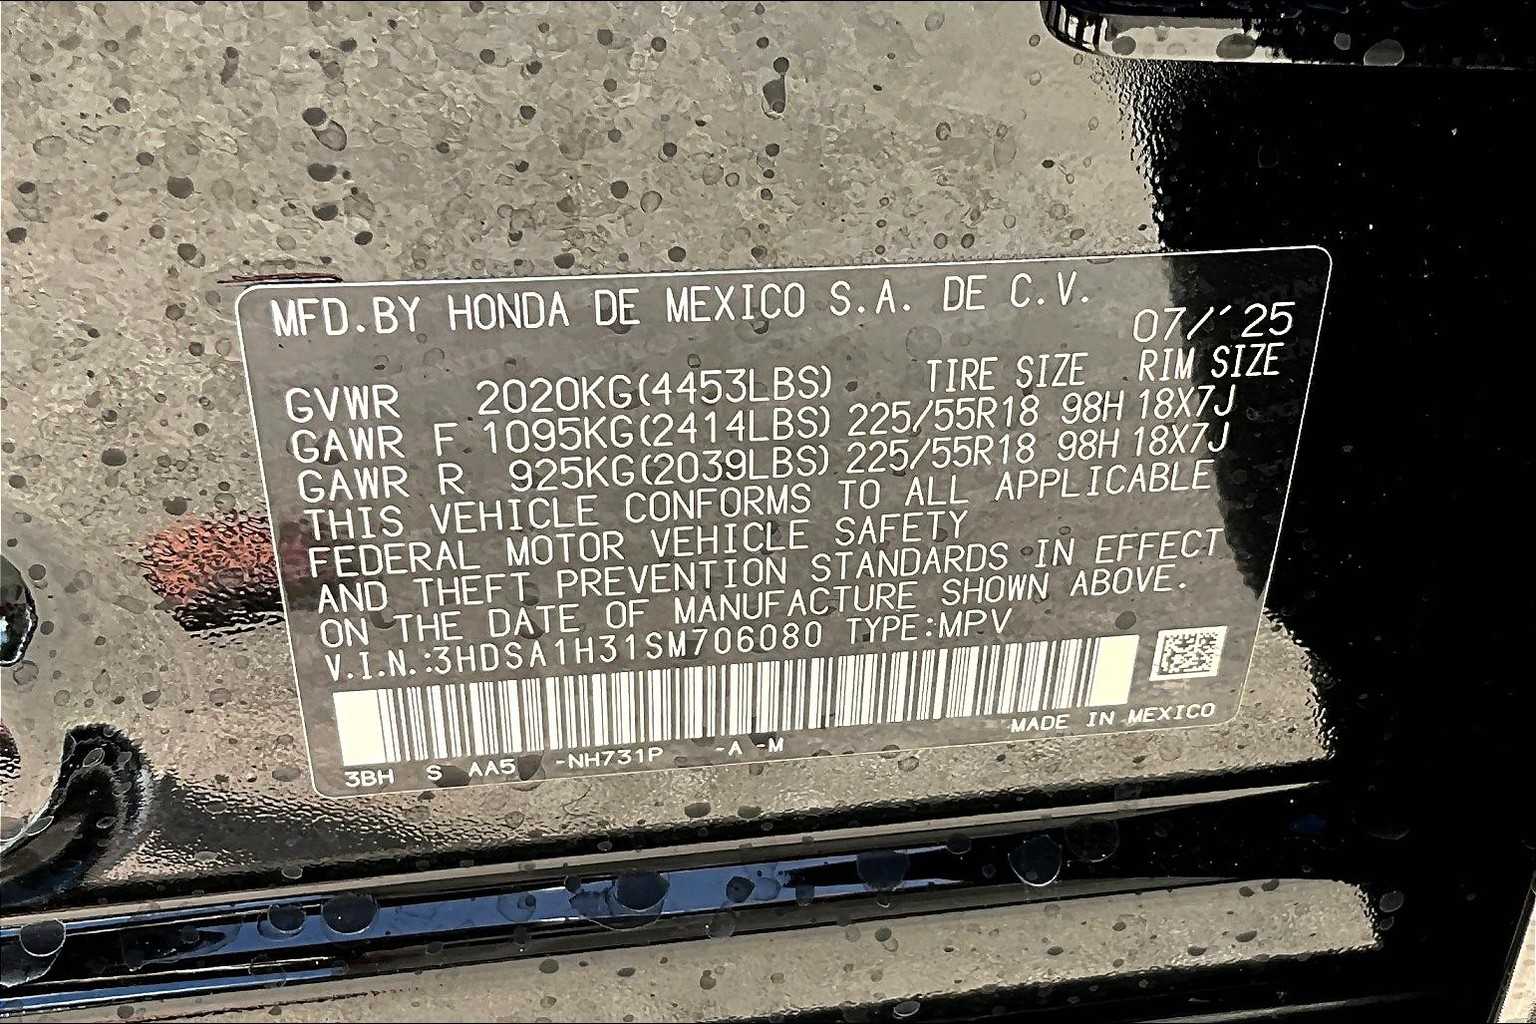 MFD.BY HONDA DE MEXICO S.A. DE C.V.
07/'25
TIRE SIZE RIM SIZE
GVWR 2020KG(4453LBS)
GAWR F 1095KG(2414LBS) 225/55R18 98H 18X7J
GAWR R 925KG(2039LBS) 225/55R18 98H 18X7J
THIS VEHICLE CONFORMS TO ALL APPLICABLE
FEDERAL MOTOR VEHICLE SAFETY
AND THEFT PREVENTION STANDARDS IN EFFECT
ON THE DATE OF MANUFACTURE SHOWN ABOVE.
V.I.N.:3HDSA1H31SM706080 TYPE:MPV
MADE IN MEXICO
3BH S AA5 -NH731P -A -M